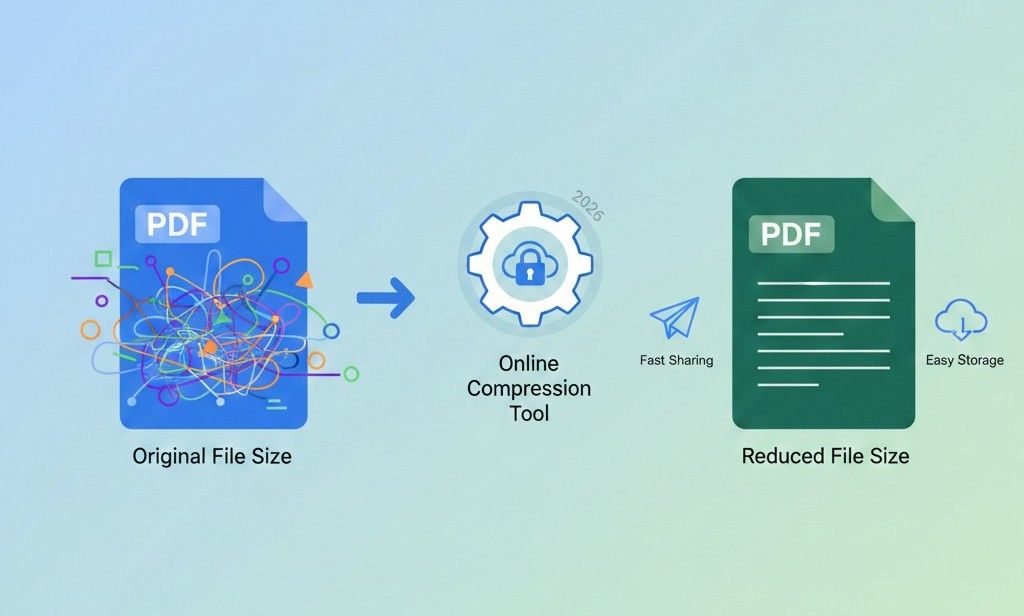 PDF
Original File Size
2026
Online
Compression
Tool
Fast Sharing
PDF
Reduced File Size
Easy Storage